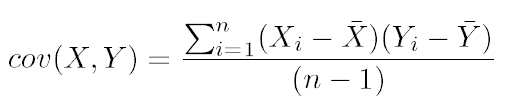 cov(X, Y) = \frac{\sum_{i=1}^{n}(X_i - \bar{X})(Y_i - \bar{Y})}{(n-1)}